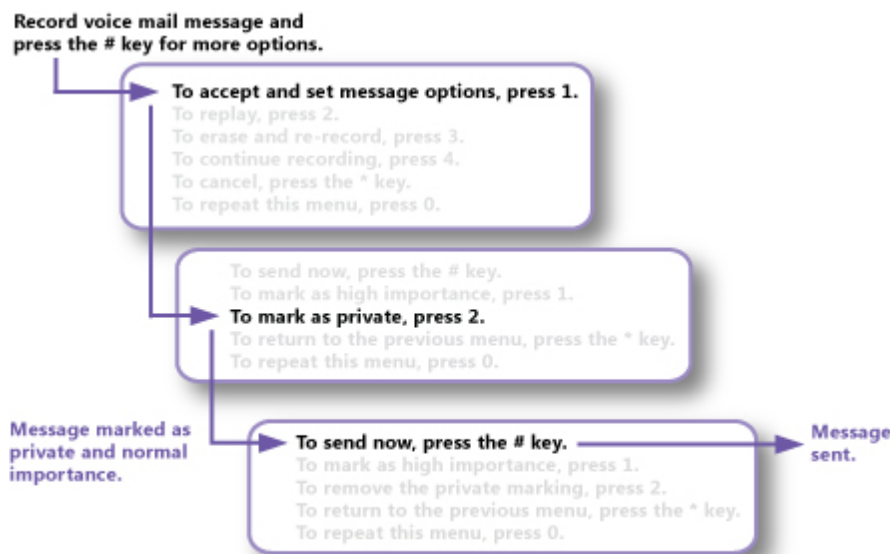 Record voice mail message and
press the # key for more options.
To accept and set message options, press 1.
To replay, press 2.
To erase and re-record, press 3.
To continue recording, press 4.
To cancel, press the * key.
To repeat this menu, press 0.
To send now, press the # key.
To mark as high importance, press 1.
To mark as private, press 2.
To return to the previous menu, press the * key.
To repeat this menu, press 0.
Message marked as
private and normal
importance.
To send now, press the # key.
To mark as high importance, press 1.
To remove the private marking, press 2.
To return to the previous menu, press the * key.
To repeat this menu, press 0.
Message
sent.